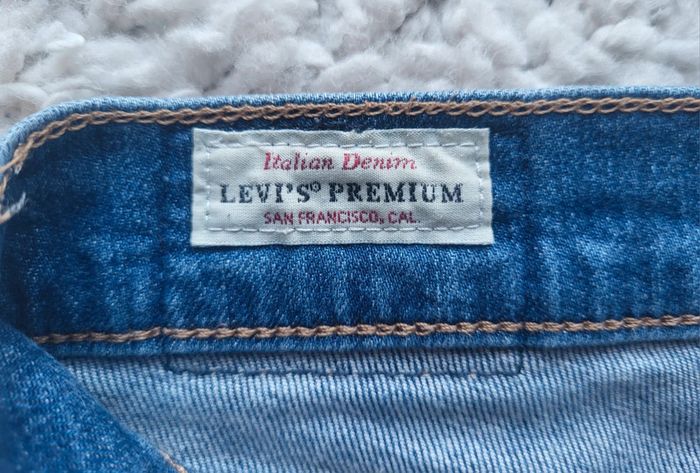 Italian Denim
LEVI'S® PREMIUM
SAN FRANCISCO, CAL.